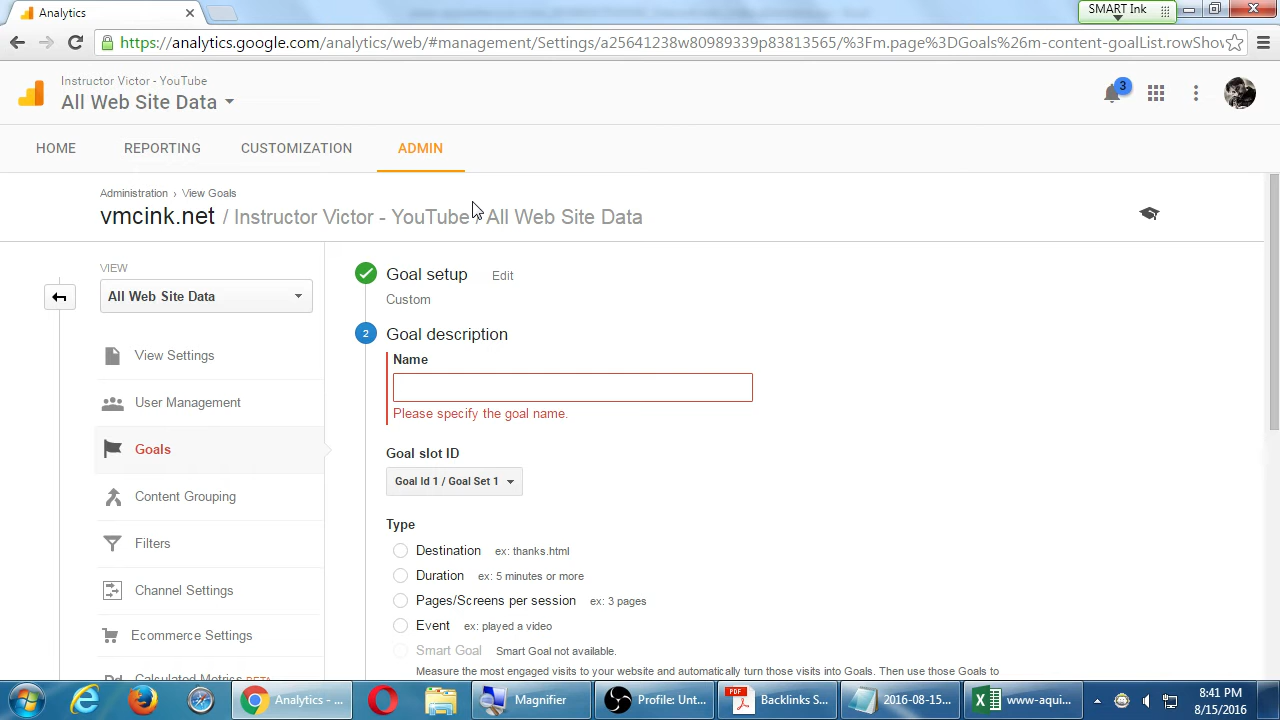 Analytics
SMART Ink
https://analytics.google.com/analytics/web/#management/Settings/a25641238w80989339p83813565/%3Fm.page%3DGoals%26m-content-goalList.rowShov
Instructor Victor - YouTube
All Web Site Data
3
HOME
REPORTING
CUSTOMIZATION
ADMIN
Administration › View Goals
vmcink.net / Instructor Victor - YouTube / All Web Site Data
VIEW
All Web Site Data
View Settings
User Management
Goals
Content Grouping
Filters
Channel Settings
Ecommerce Settings
Dd Calculated Metrics BETA
Goal setup Edit
Custom
2 Goal description
Name
Please specify the goal name.
Goal slot ID
Goal Id 1 / Goal Set 1
Type
Destination ex: thanks.html
Duration ex: 5 minutes or more
Pages/Screens per session ex: 3 pages
Event ex: played a video
Smart Goal Smart Goal not available.
Measure the most engaged visits to your website and automatically turn those visits into Goals. Then use those Goals to
Analytics - ...
Magnifier
Profile: Unt...
PDF
Backlinks S...
2016-08-15...
www-aqui...
8:41 PM
8/15/2016